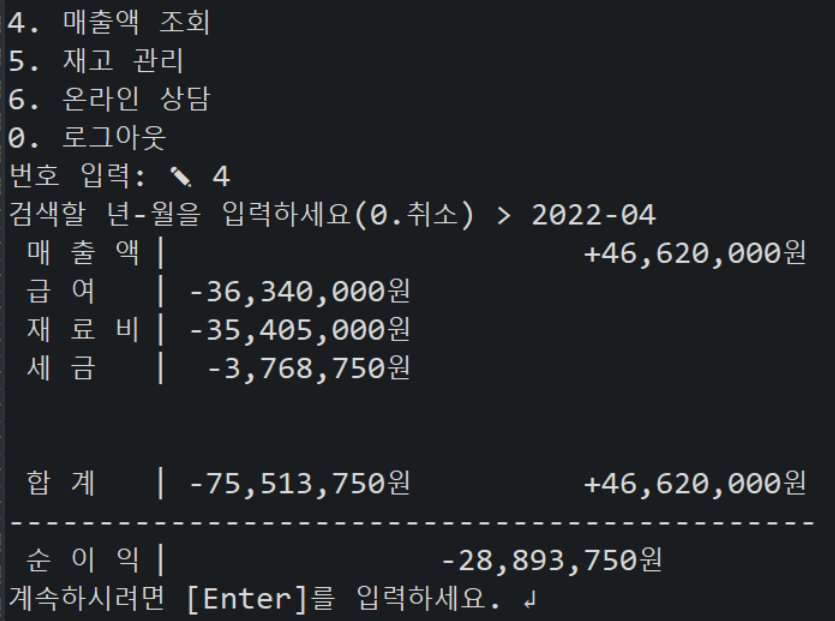 4. 매출액 조회
5. 재고 관리
6. 온라인 상담
0. 로그아웃
번호 입력: ✎ 4
검색할 년-월을 입력하세요(0.취소) > 2022-04
매 출 액 | +46,620,000원
급 여 | -36,340,000원
재 료 비 | -35,405,000원
세 금 | -3,768,750원
합 계 | -75,513,750원 +46,620,000원
---------------------------------------------
순 이 익 | -28,893,750원
계속하시려면 [Enter]를 입력하세요. ↲